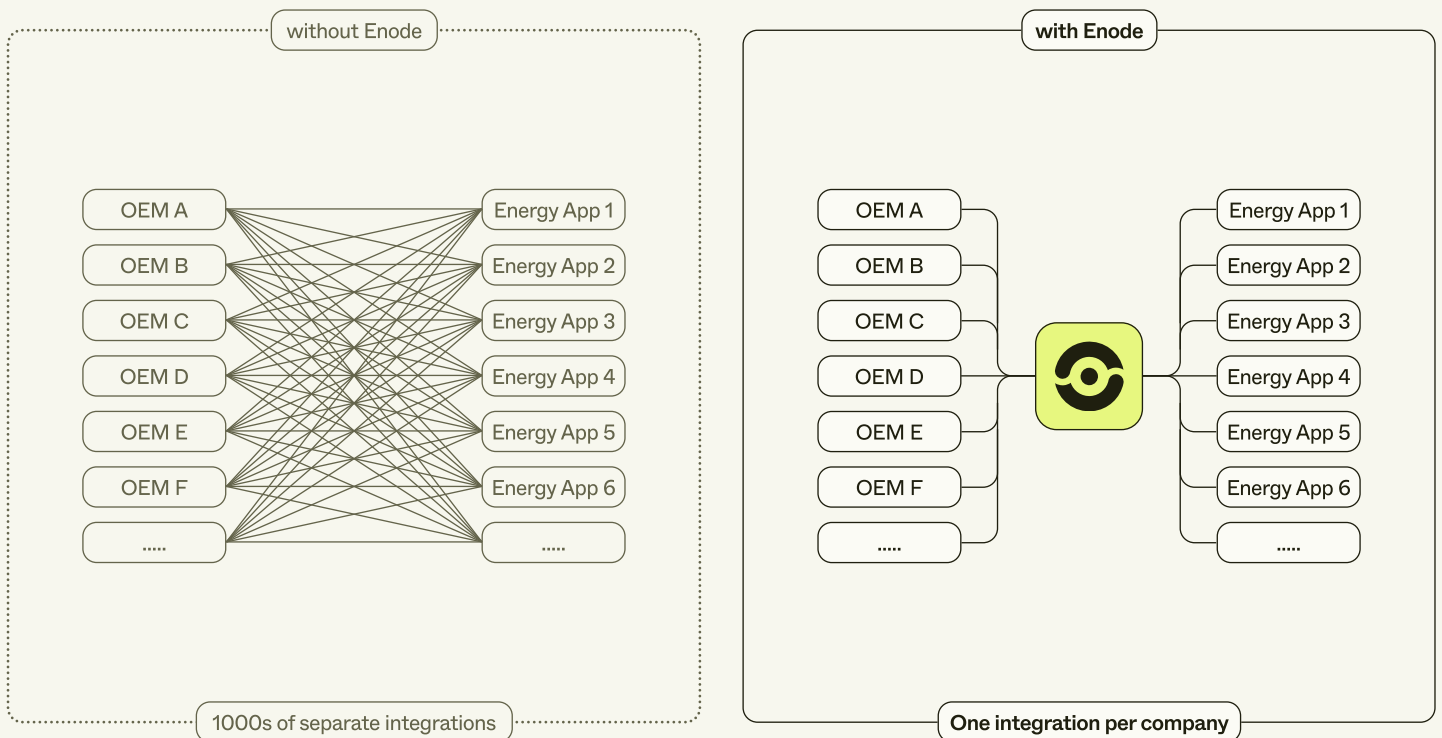 without Enode
OEM A
OEM B
OEM C
OEM D
OEM E
OEM F
.....
Energy App 1
Energy App 2
Energy App 3
Energy App 4
Energy App 5
Energy App 6
.....
1000s of separate integrations
with Enode
OEM A
OEM B
OEM C
OEM D
OEM E
OEM F
.....
Energy App 1
Energy App 2
Energy App 3
Energy App 4
Energy App 5
Energy App 6
.....
One integration per company